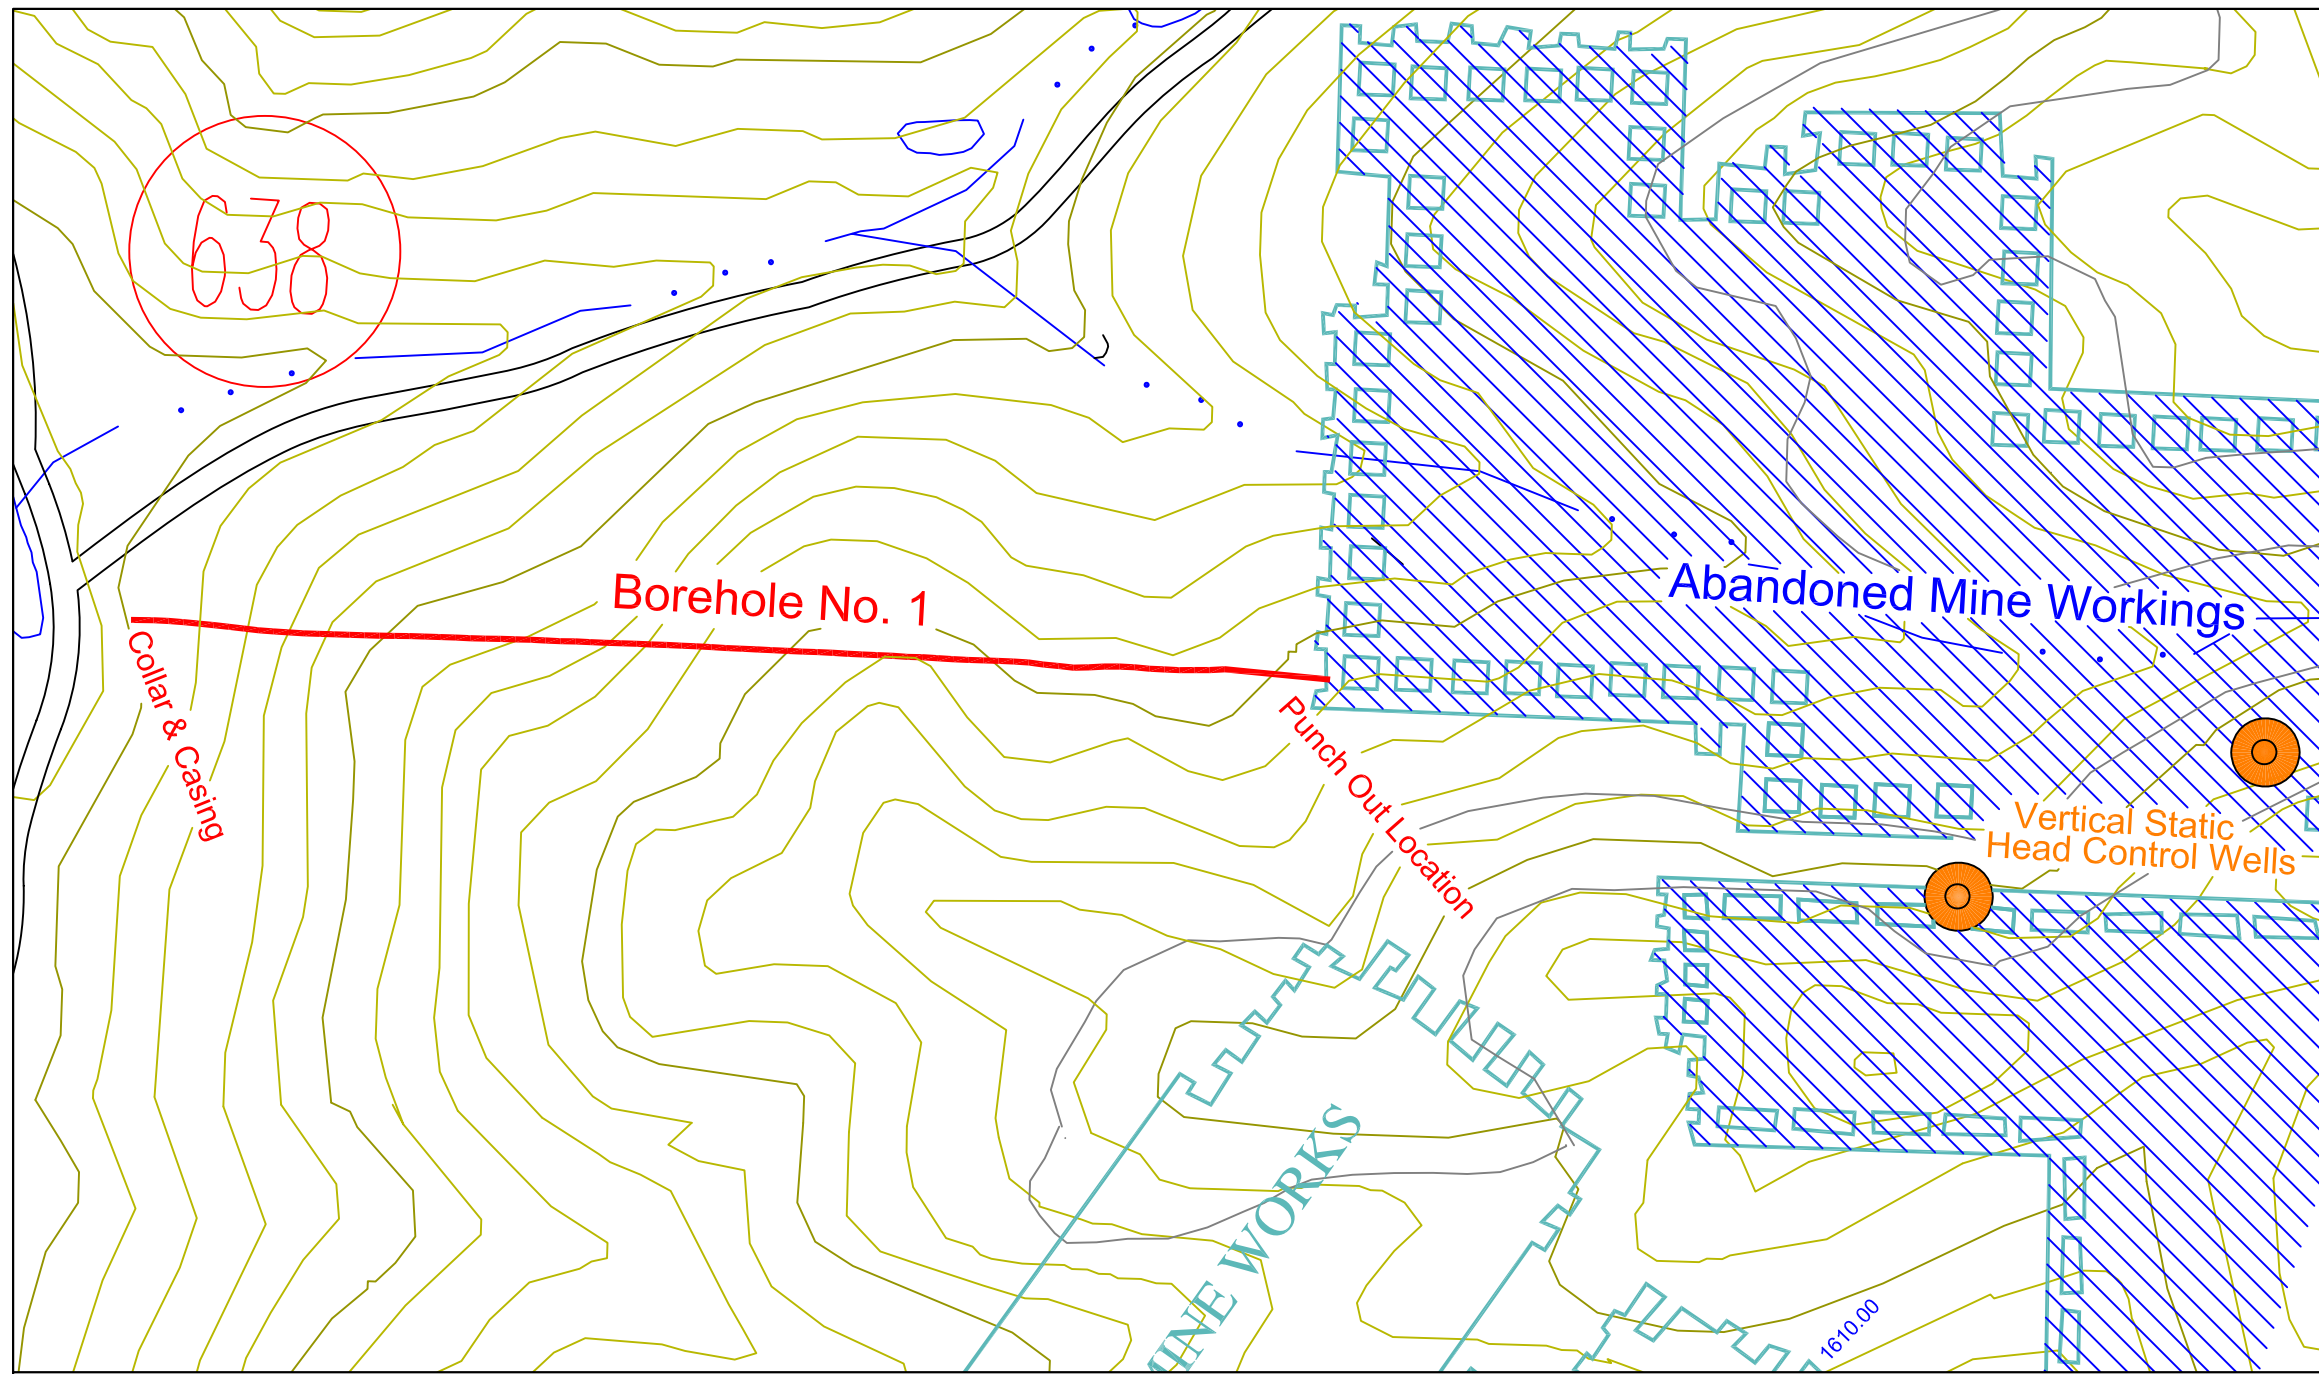 638
Borehole No. 1
Abandoned Mine Workings
Collar & Casing
Punch Out Location
Vertical Static
Head Control Wells
WORKS
1610.00